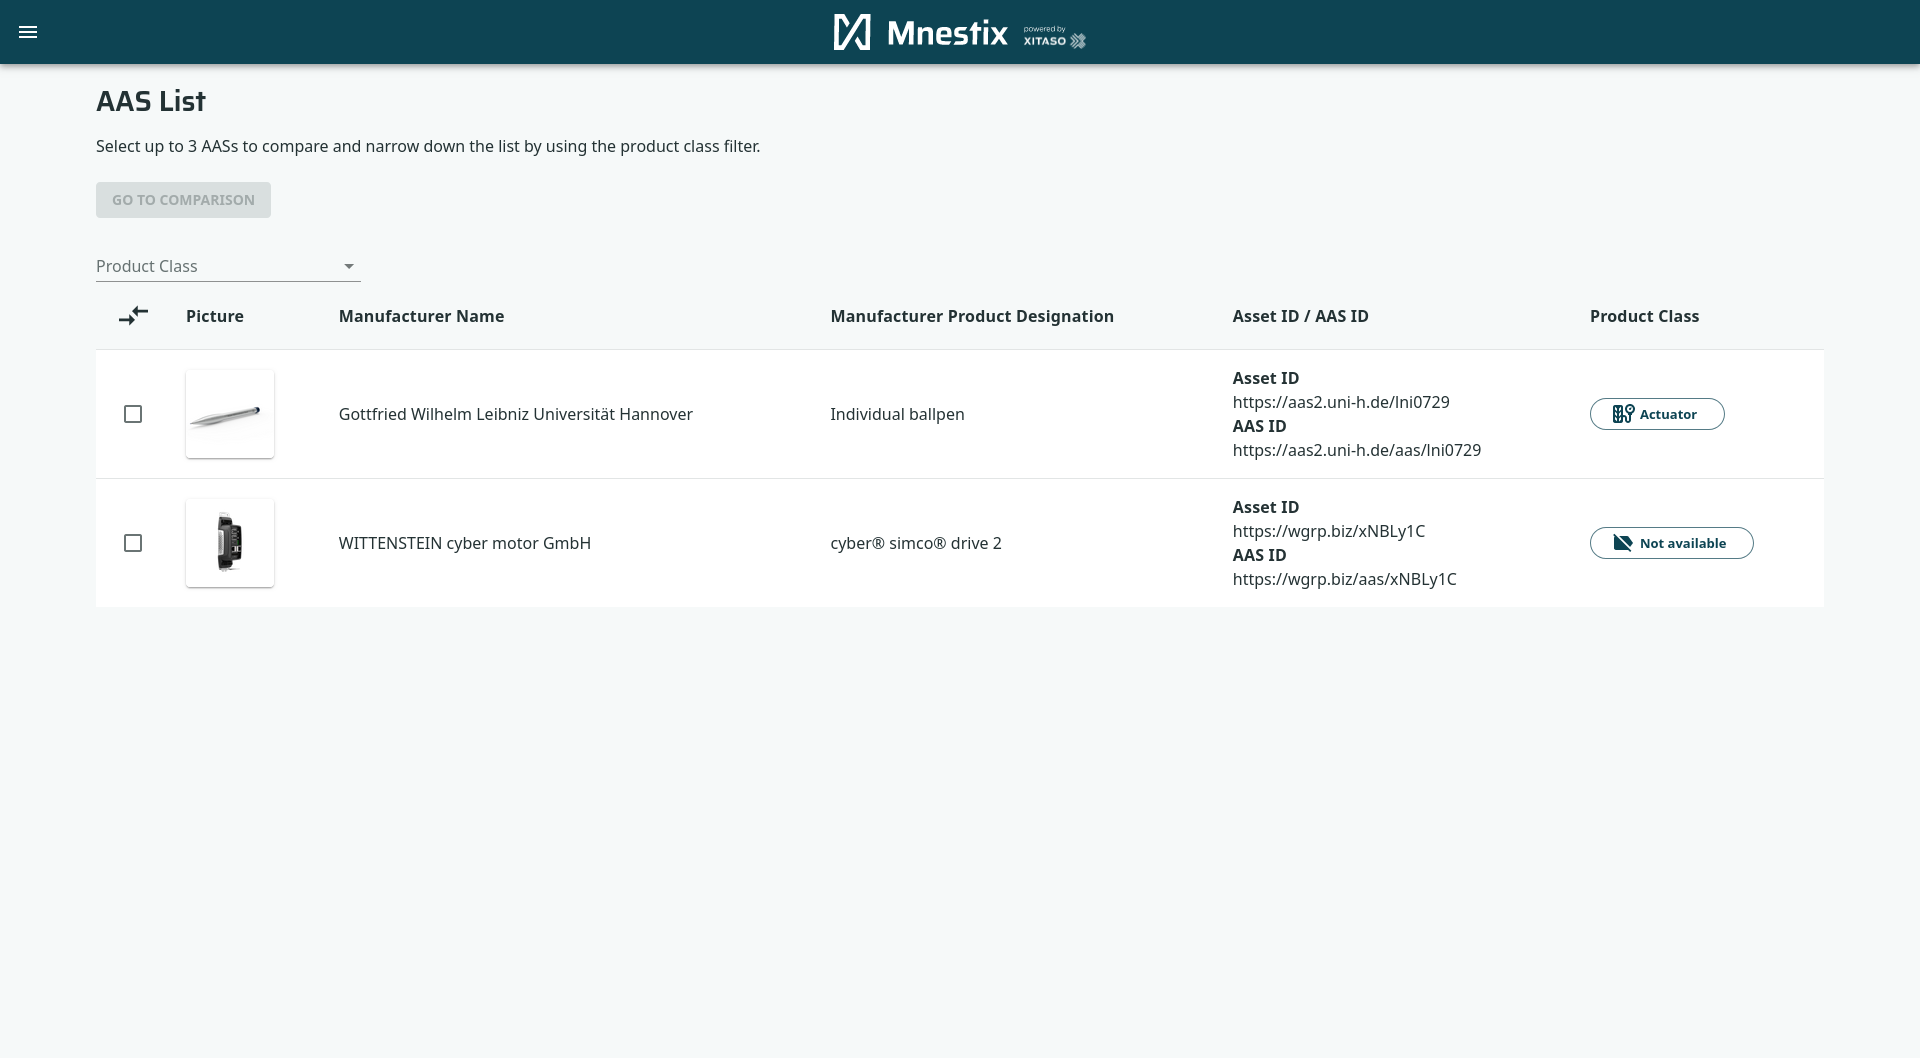 Mnestix
powered by
XITASO
AAS List
Select up to 3 AASs to compare and narrow down the list by using the product class filter.
GO TO COMPARISON
Product Class
Picture Manufacturer Name Manufacturer Product Designation Asset ID / AAS ID Product Class
Gottfried Wilhelm Leibniz Universität Hannover
Individual ballpen
Asset ID
https://aas2.uni-h.de/lni0729
AAS ID
https://aas2.uni-h.de/aas/lni0729
Actuator
WITTENSTEIN cyber motor GmbH
cyber® simco® drive 2
Asset ID
https://wgrp.biz/xNBLy1C
AAS ID
https://wgrp.biz/aas/xNBLy1C
Not available